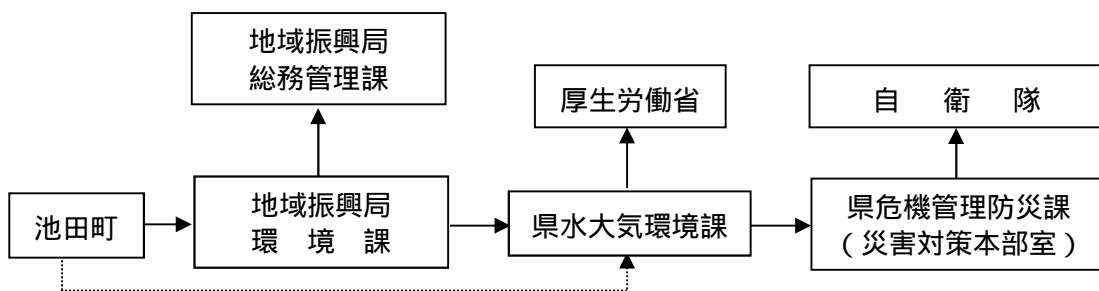 地域振興局
総務管理課
厚生労働省
自衛隊
池田町
地域振興局
環境課
県水大気環境課
県危機管理防災課
(災害対策本部室)